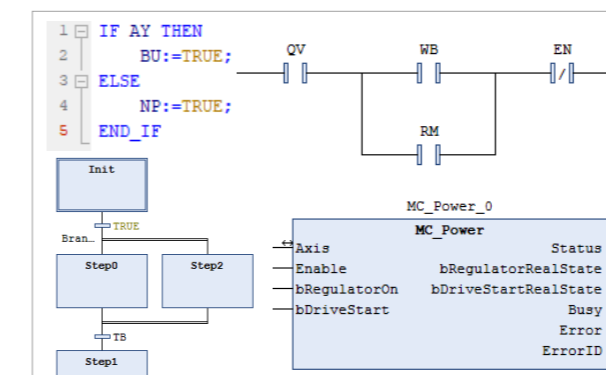 1 IF AY THEN
2 BU:=TRUE;
3 ELSE
4 NP:=TRUE;
5 END_IF
QV WB EN
RM
Init
TRUE
Bran...
Step0 Step2
TB
Step1
MC_Power_0
MC_Power
Axis Status
Enable bRegulatorRealState
bRegulatorOn bDriveStartRealState
bDriveStart Busy
Error
ErrorID